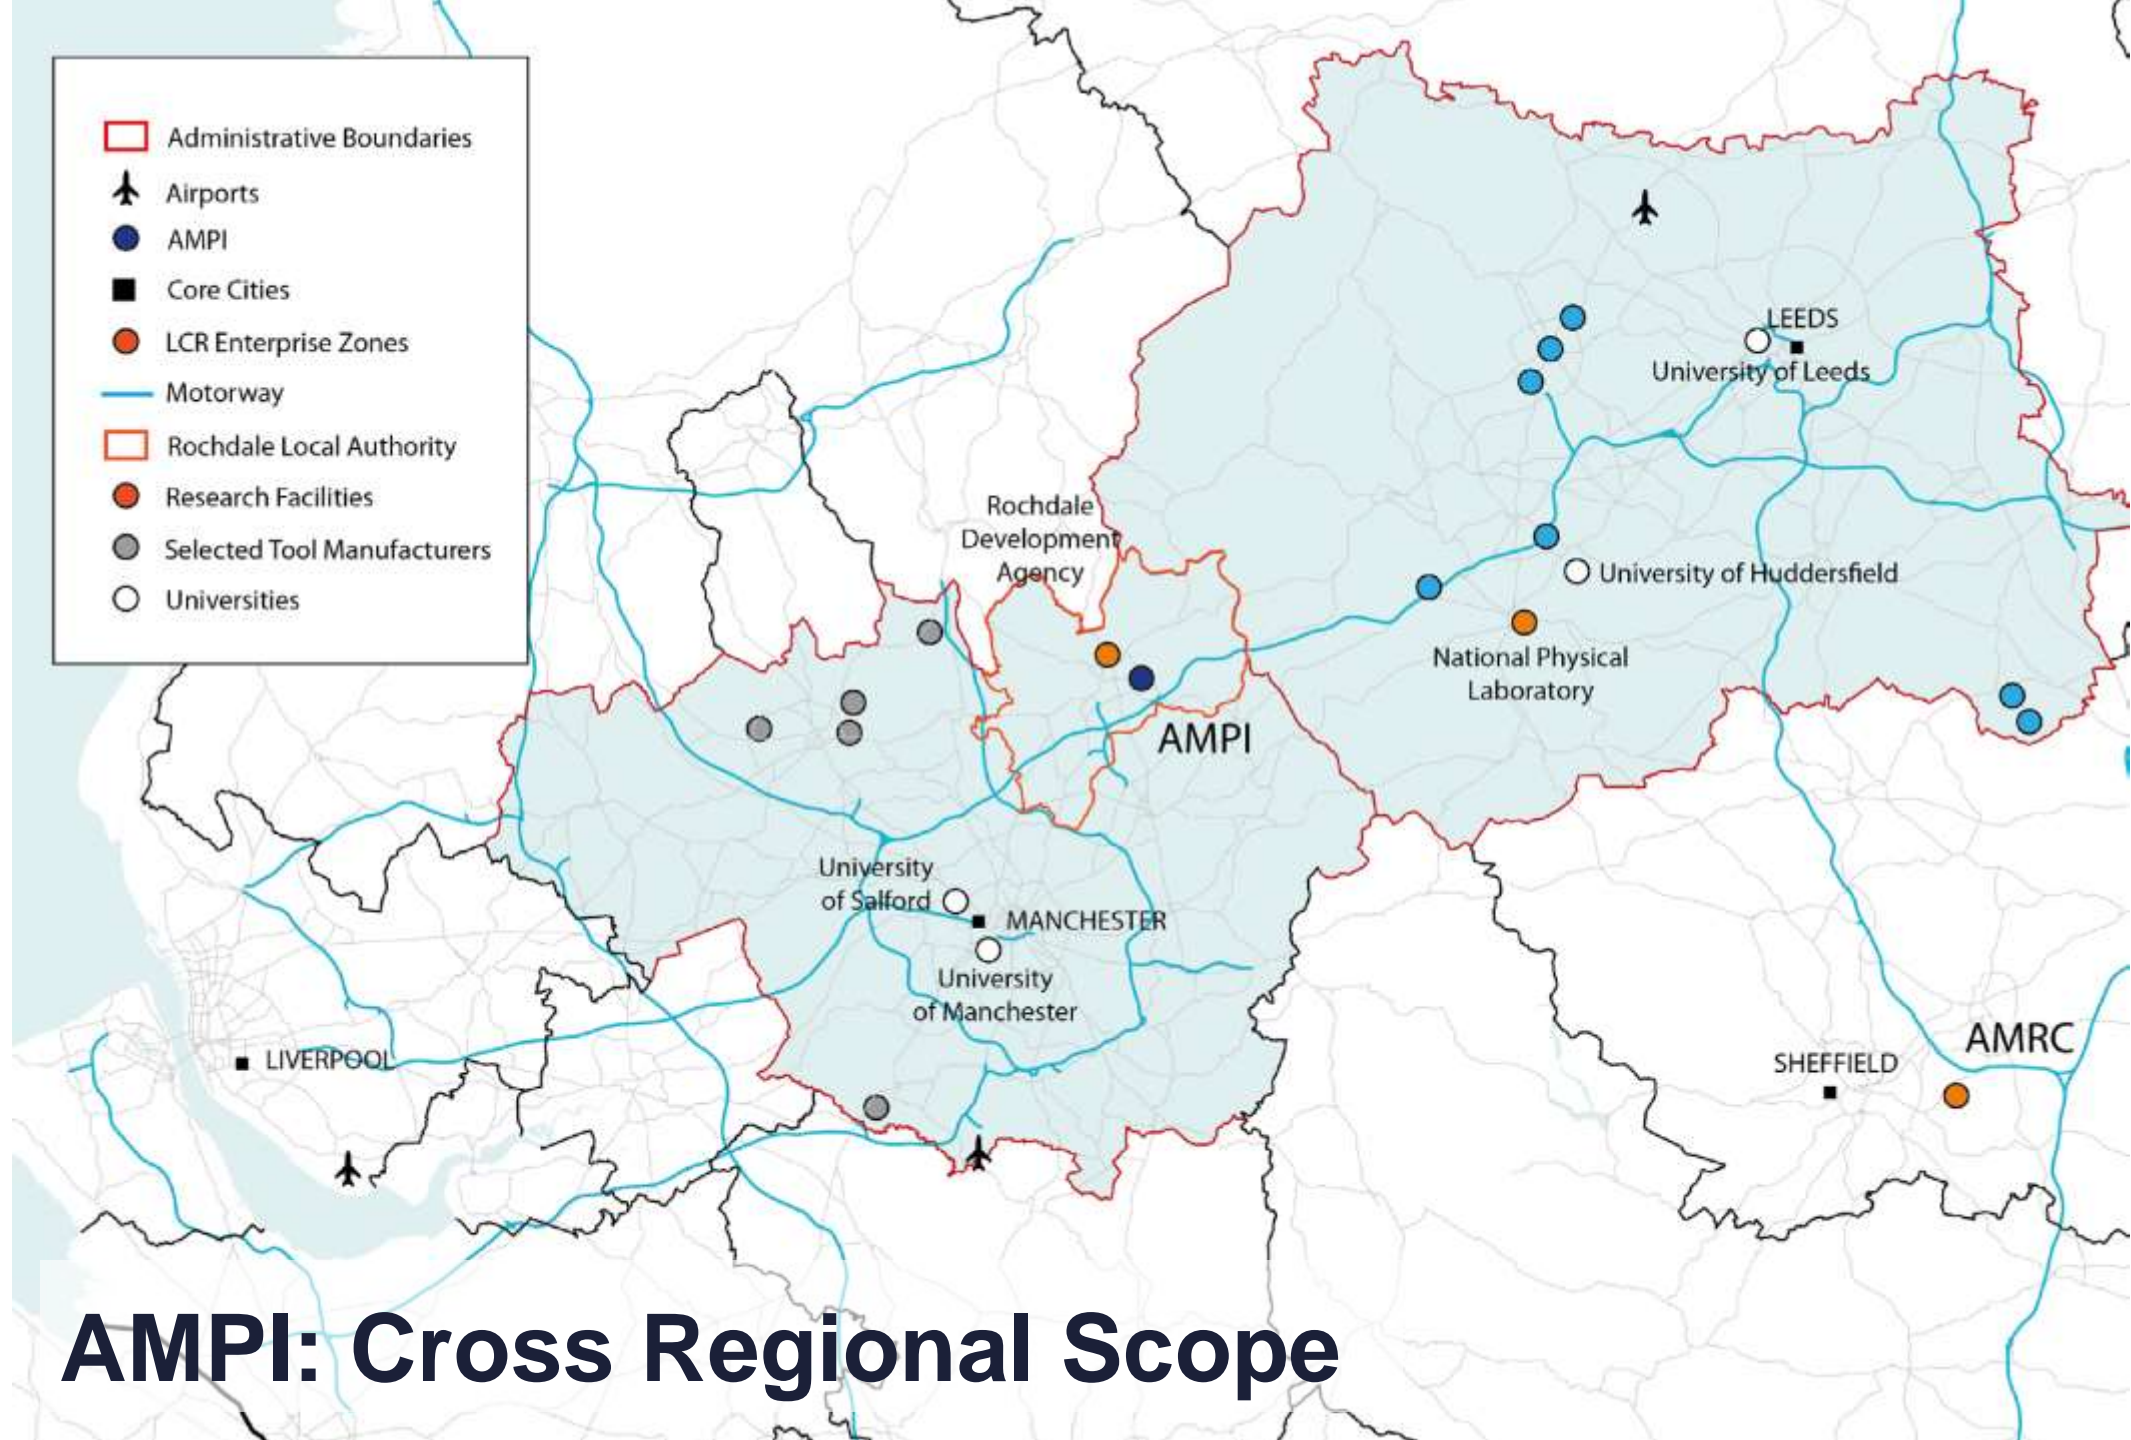 Administrative Boundaries
Airports
AMPI
Core Cities
LCR Enterprise Zones
Motorway
Rochdale Local Authority
Research Facilities
Selected Tool Manufacturers
Universities
LEEDS
University of Leeds
Rochdale
Development
Agency
University of Huddersfield
National Physical
Laboratory
AMPI
University
of Salford
MANCHESTER
University
of Manchester
LIVERPOOL
AMRC
SHEFFIELD
AMPI: Cross Regional Scope